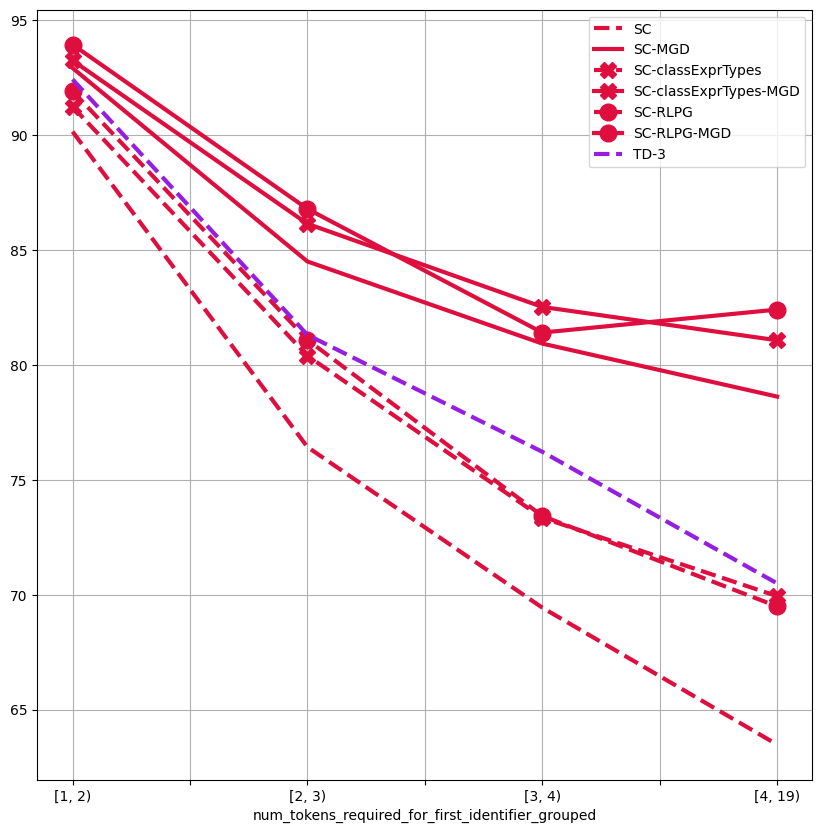 95
90
85
80
75
70
65
SC
SC-MGD
SC-classExprTypes
SC-classExprTypes-MGD
SC-RLPG
SC-RLPG-MGD
TD-3
[1, 2)
[2, 3)
[3, 4)
[4, 19)
num_tokens_required_for_first_identifier_grouped